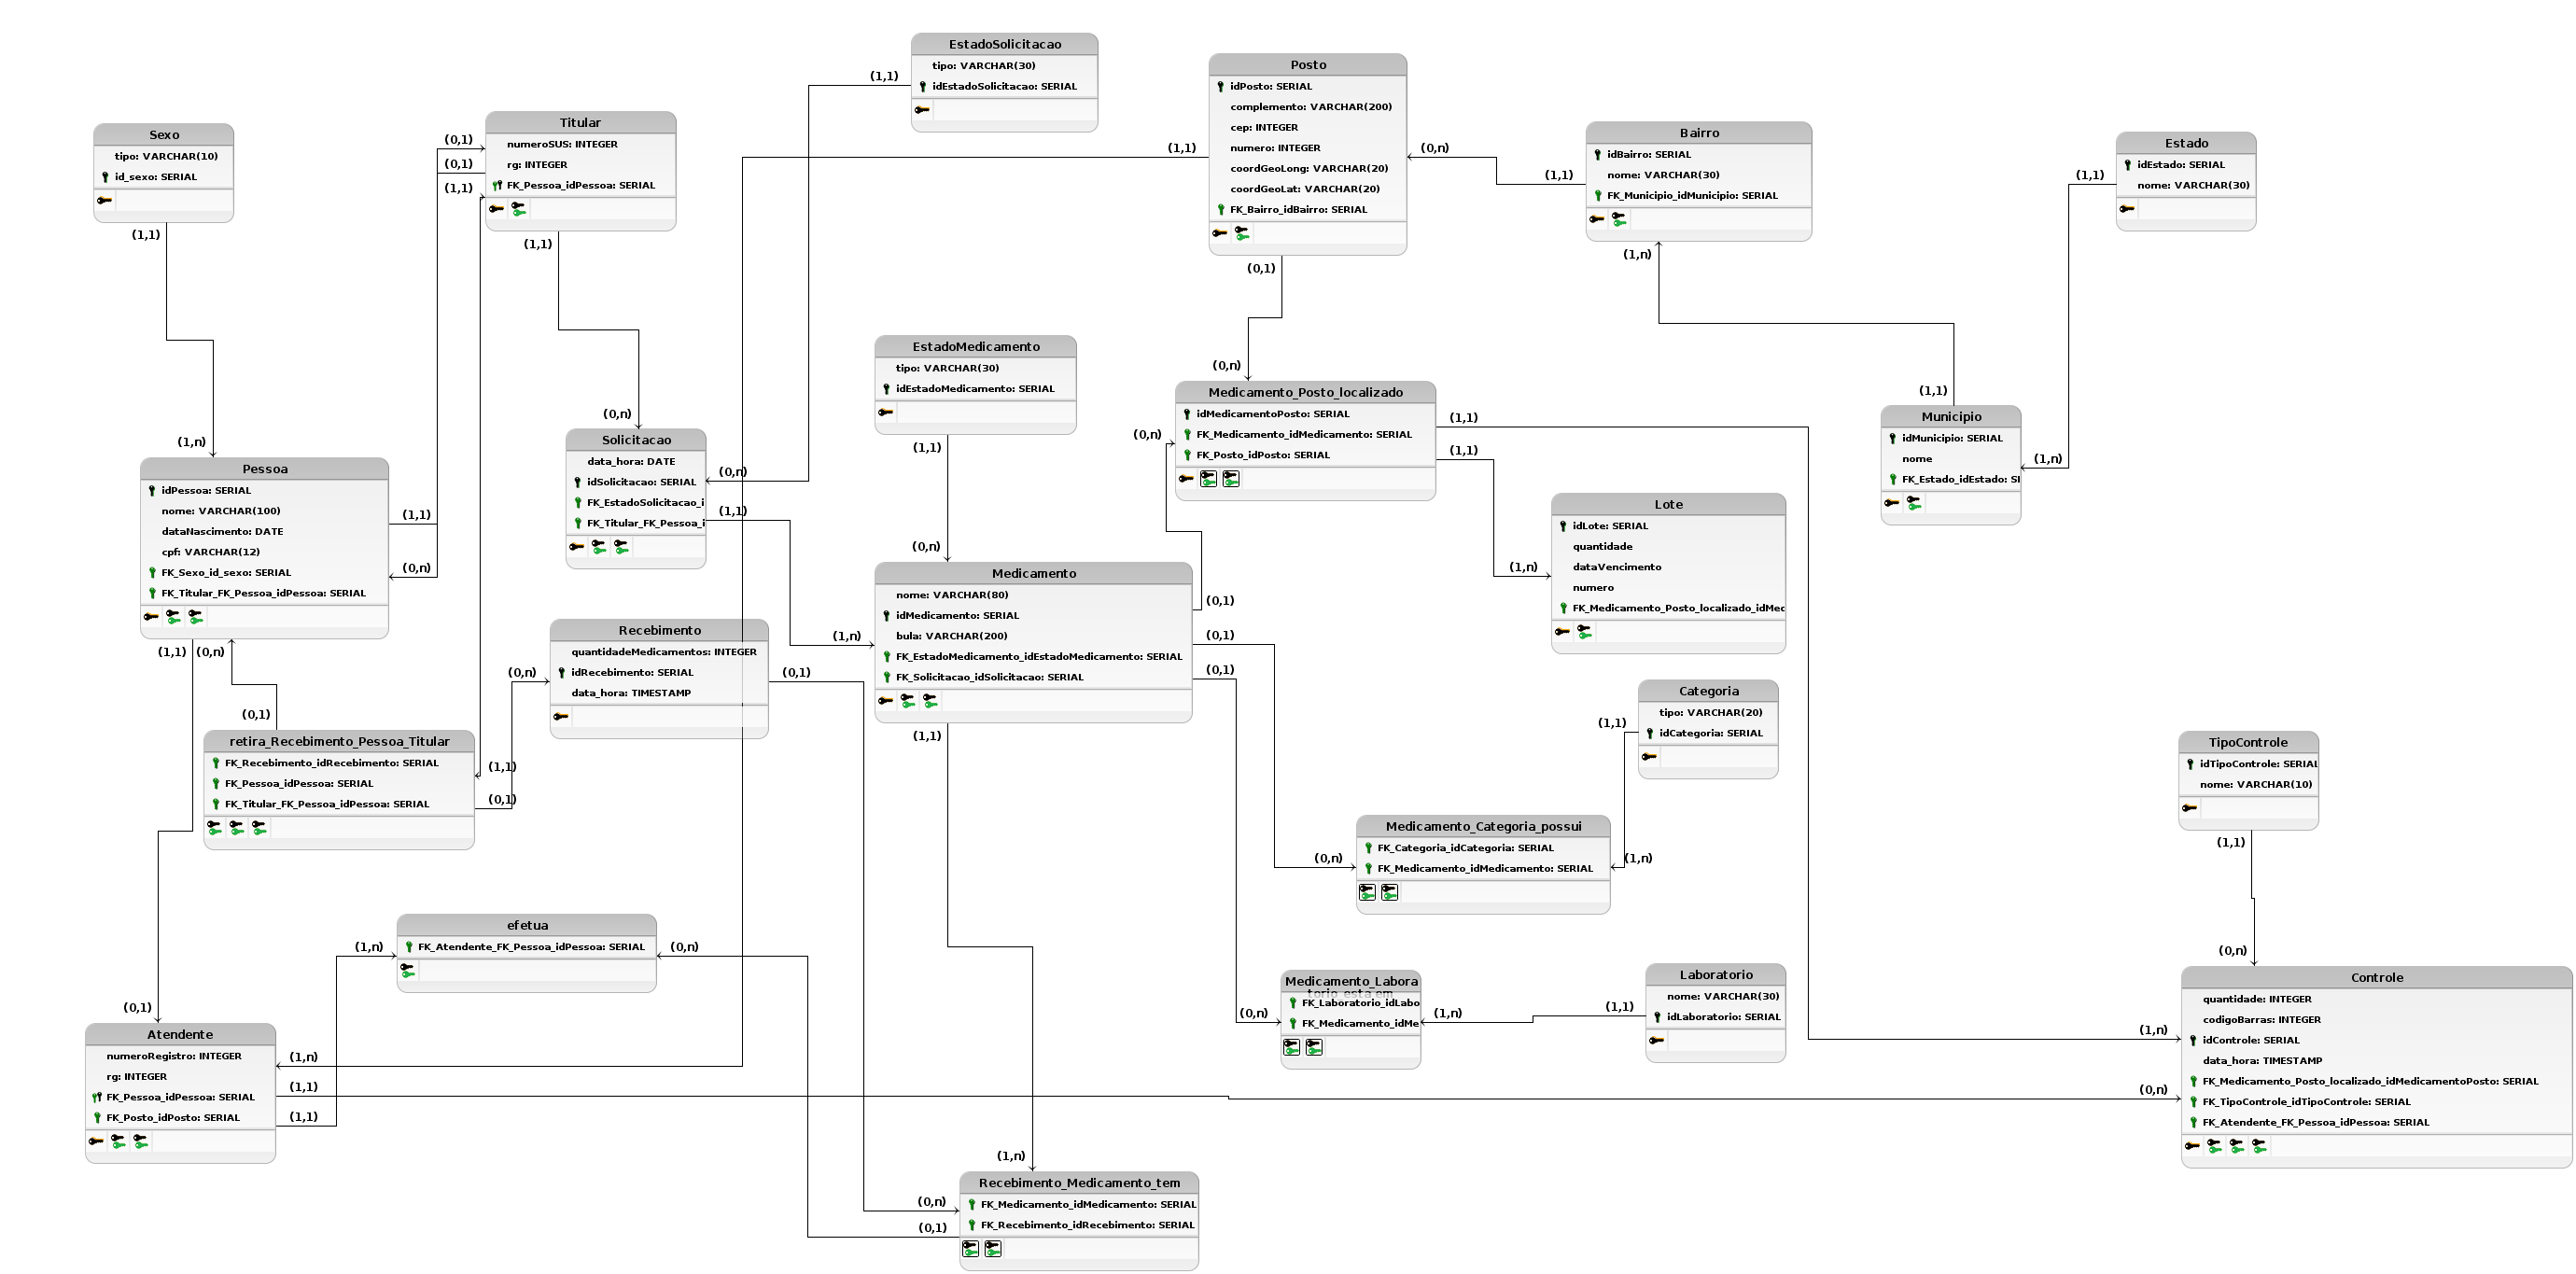 EstadoSolicitacao
tipo: VARCHAR(30)
idEstadoSolicitacao: SERIAL
(1,1)
Posto
idPosto: SERIAL
complemento: VARCHAR(200)
cep: INTEGER
numero: INTEGER
coordGeoLong: VARCHAR(20)
coordGeoLat: VARCHAR(20)
FK_Bairro_idBairro: SERIAL
(1,1)
(0,n)
(0,1)
Bairro
idBairro: SERIAL
nome: VARCHAR(30)
FK_Municipio_idMunicipio: SERIAL
(1,1)
(1,n)
Estado
idEstado: SERIAL
nome: VARCHAR(30)
(1,1)
Sexo
tipo: VARCHAR(10)
id_sexo: SERIAL
(1,1)
Titular
numeroSUS: INTEGER
rg: INTEGER
FK_Pessoa_idPessoa: SERIAL
(0,1)
(0,1)
(1,1)
(1,1)
EstadoMedicamento
tipo: VARCHAR(30)
idEstadoMedicamento: SERIAL
(1,1)
(0,n)
Medicamento_Posto_localizado
idMedicamentoPosto: SERIAL
FK_Medicamento_idMedicamento: SERIAL
FK_Posto_idPosto: SERIAL
(0,n)
(1,1)
(1,1)
(1,1)
Municipio
idMunicipio: SERIAL
nome
FK_Estado_idEstado: SI
(1,n)
(0,n)
Solicitacao
data_hora: DATE
idSolicitacao: SERIAL
FK_EstadoSolicitacao_i
FK_Titular_FK_Pessoa_i
(0,n)
(1,1)
(1,n)
Pessoa
idPessoa: SERIAL
nome: VARCHAR(100)
dataNascimento: DATE
cpf: VARCHAR(12)
FK_Sexo_id_sexo: SERIAL
FK_Titular_FK_Pessoa_idPessoa: SERIAL
(1,1)
(0,n)
(1,1)
(0,n)
Lote
idLote: SERIAL
quantidade
dataVencimento
numero
FK_Medicamento_Posto_localizado_idMed
(1,n)
(0,n)
Medicamento
nome: VARCHAR(80)
idMedicamento: SERIAL
bula: VARCHAR(200)
FK_EstadoMedicamento_idEstadoMedicamento: SERIAL
FK_Solicitacao_idSolicitacao: SERIAL
(1,n)
(0,1)
(0,1)
(0,1)
(1,1)
Recebimento
quantidadeMedicamentos: INTEGER
idRecebimento: SERIAL
data_hora: TIMESTAMP
(0,n)
(0,1)
Categoria
tipo: VARCHAR(20)
idCategoria: SERIAL
(1,1)
(0,1)
retira_Recebimento_Pessoa_Titular
FK_Recebimento_idRecebimento: SERIAL
FK_Pessoa_idPessoa: SERIAL
FK_Titular_FK_Pessoa_idPessoa: SERIAL
(1,1)
(0,1)
TipoControle
idTipoControle: SERIAL
nome: VARCHAR(10)
(1,1)
Medicamento_Categoria_possui
FK_Categoria_idCategoria: SERIAL
FK_Medicamento_idMedicamento: SERIAL
(0,n)
(1,n)
efetua
FK_Atendente_FK_Pessoa_idPessoa: SERIAL
(1,n)
(0,n)
Medicamento_Labora
torio_esta_em
FK_Laboratorio_idLabo
FK_Medicamento_idMe
(0,n)
(1,n)
Laboratorio
nome: VARCHAR(30)
idLaboratorio: SERIAL
(1,1)
(0,n)
Controle
quantidade: INTEGER
codigoBarras: INTEGER
idControle: SERIAL
data_hora: TIMESTAMP
FK_Medicamento_Posto_localizado_idMedicamentoPosto: SERIAL
FK_TipoControle_idTipoControle: SERIAL
FK_Atendente_FK_Pessoa_idPessoa: SERIAL
(1,n)
(0,n)
(0,1)
Atendente
numeroRegistro: INTEGER
rg: INTEGER
FK_Pessoa_idPessoa: SERIAL
FK_Posto_idPosto: SERIAL
(1,n)
(1,1)
(1,1)
(1,n)
Recebimento_Medicamento_tem
FK_Medicamento_idMedicamento: SERIAL
FK_Recebimento_idRecebimento: SERIAL
(0,n)
(0,1)